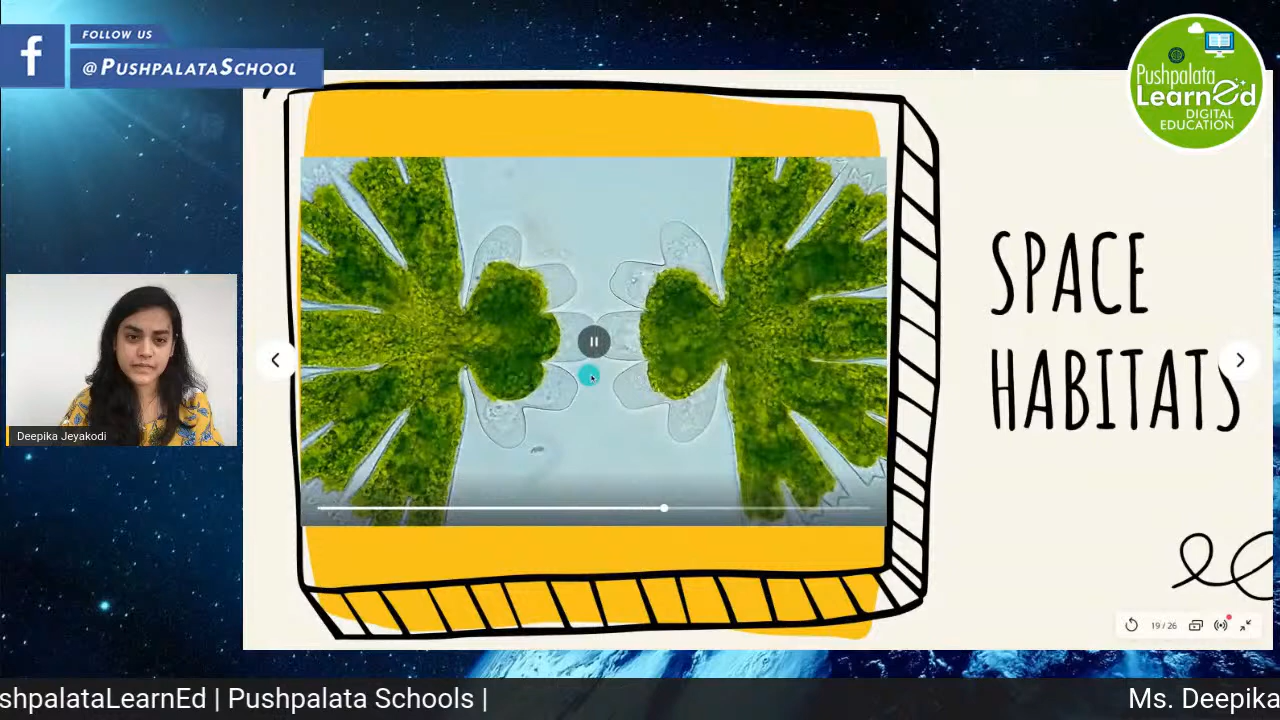 FOLLOW US
@PUSHPALATASCHOOL
f
Pushpalata
LearnEd
DIGITAL
EDUCATION
SPACE
HABITATS
Deepika Jeyakodi
19 / 26
shpalataLearnEd | Pushpalata Schools |
Ms. Deepika